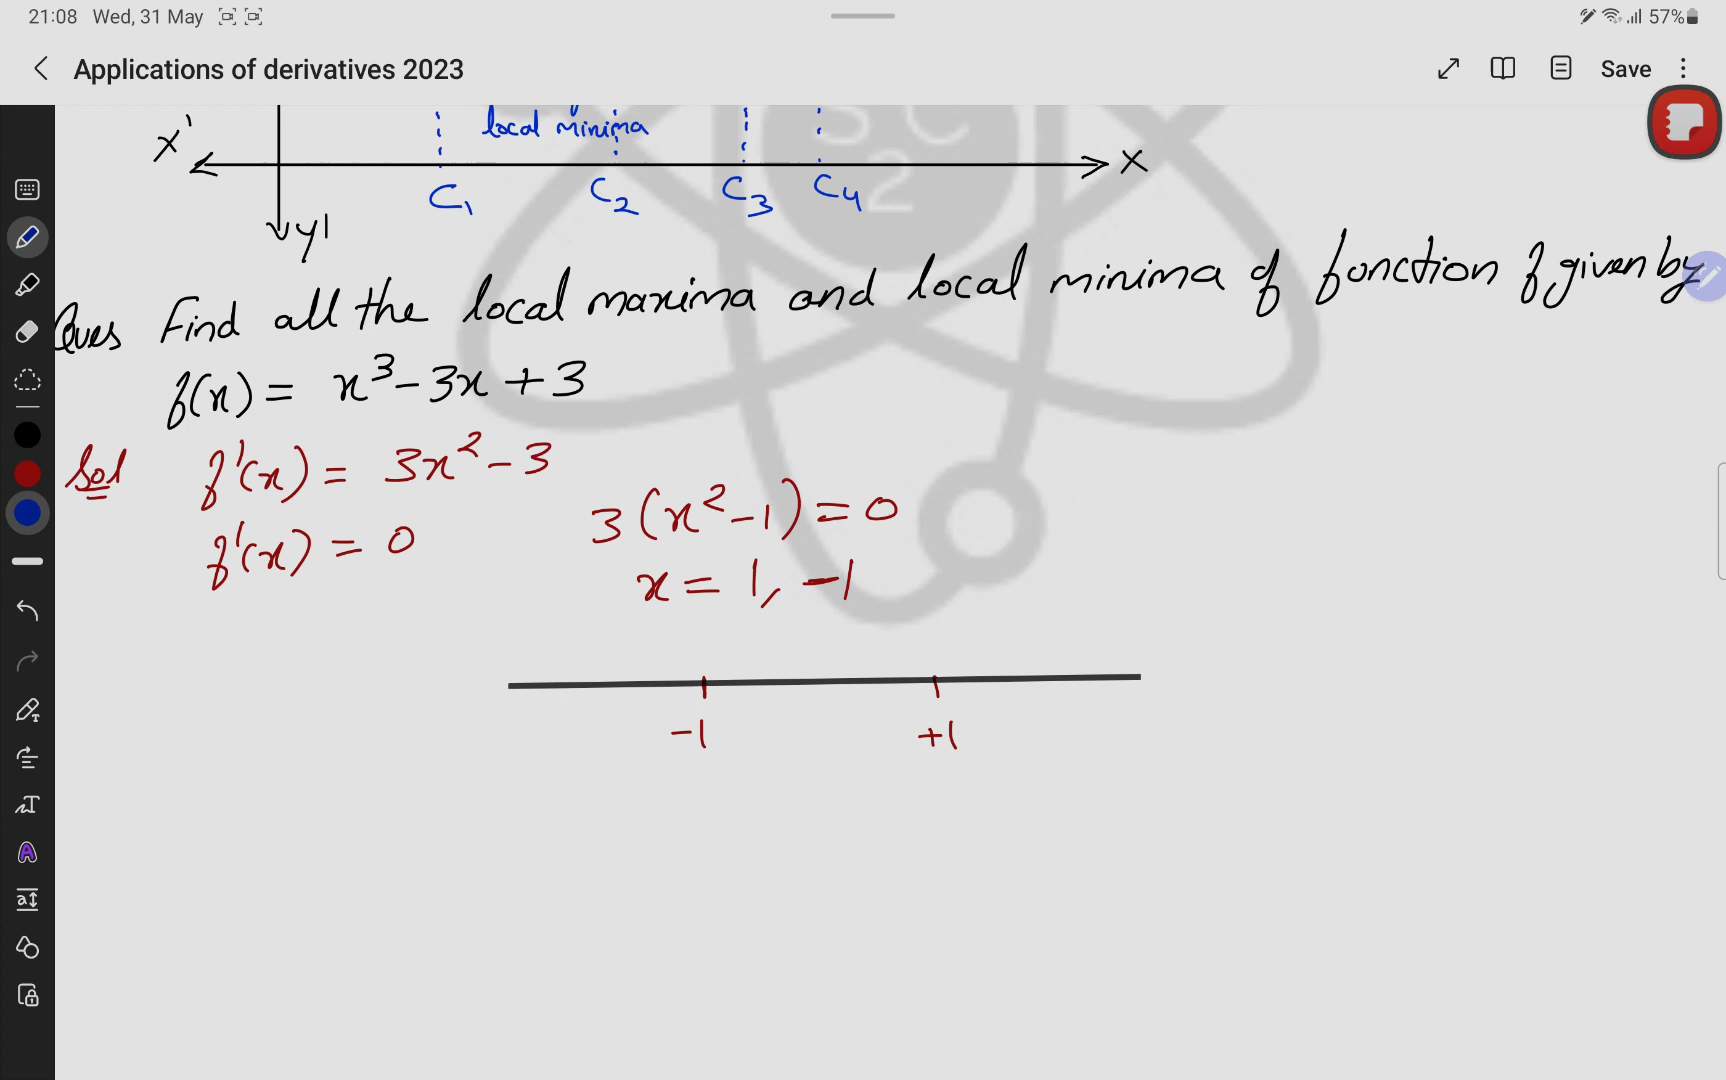 21:08 Wed, 31 May 57%
Applications of derivatives 2023 Save
local minima
X' X
C1 C2 C3 C4
y'
SC
2
Ques Find all the local maxima and local minima of function f given by
f(x) = x³ - 3x + 3
Sol f'(x) = 3x² - 3
3(x² - 1) = 0
f'(x) = 0
x = 1, -1
-1 +1